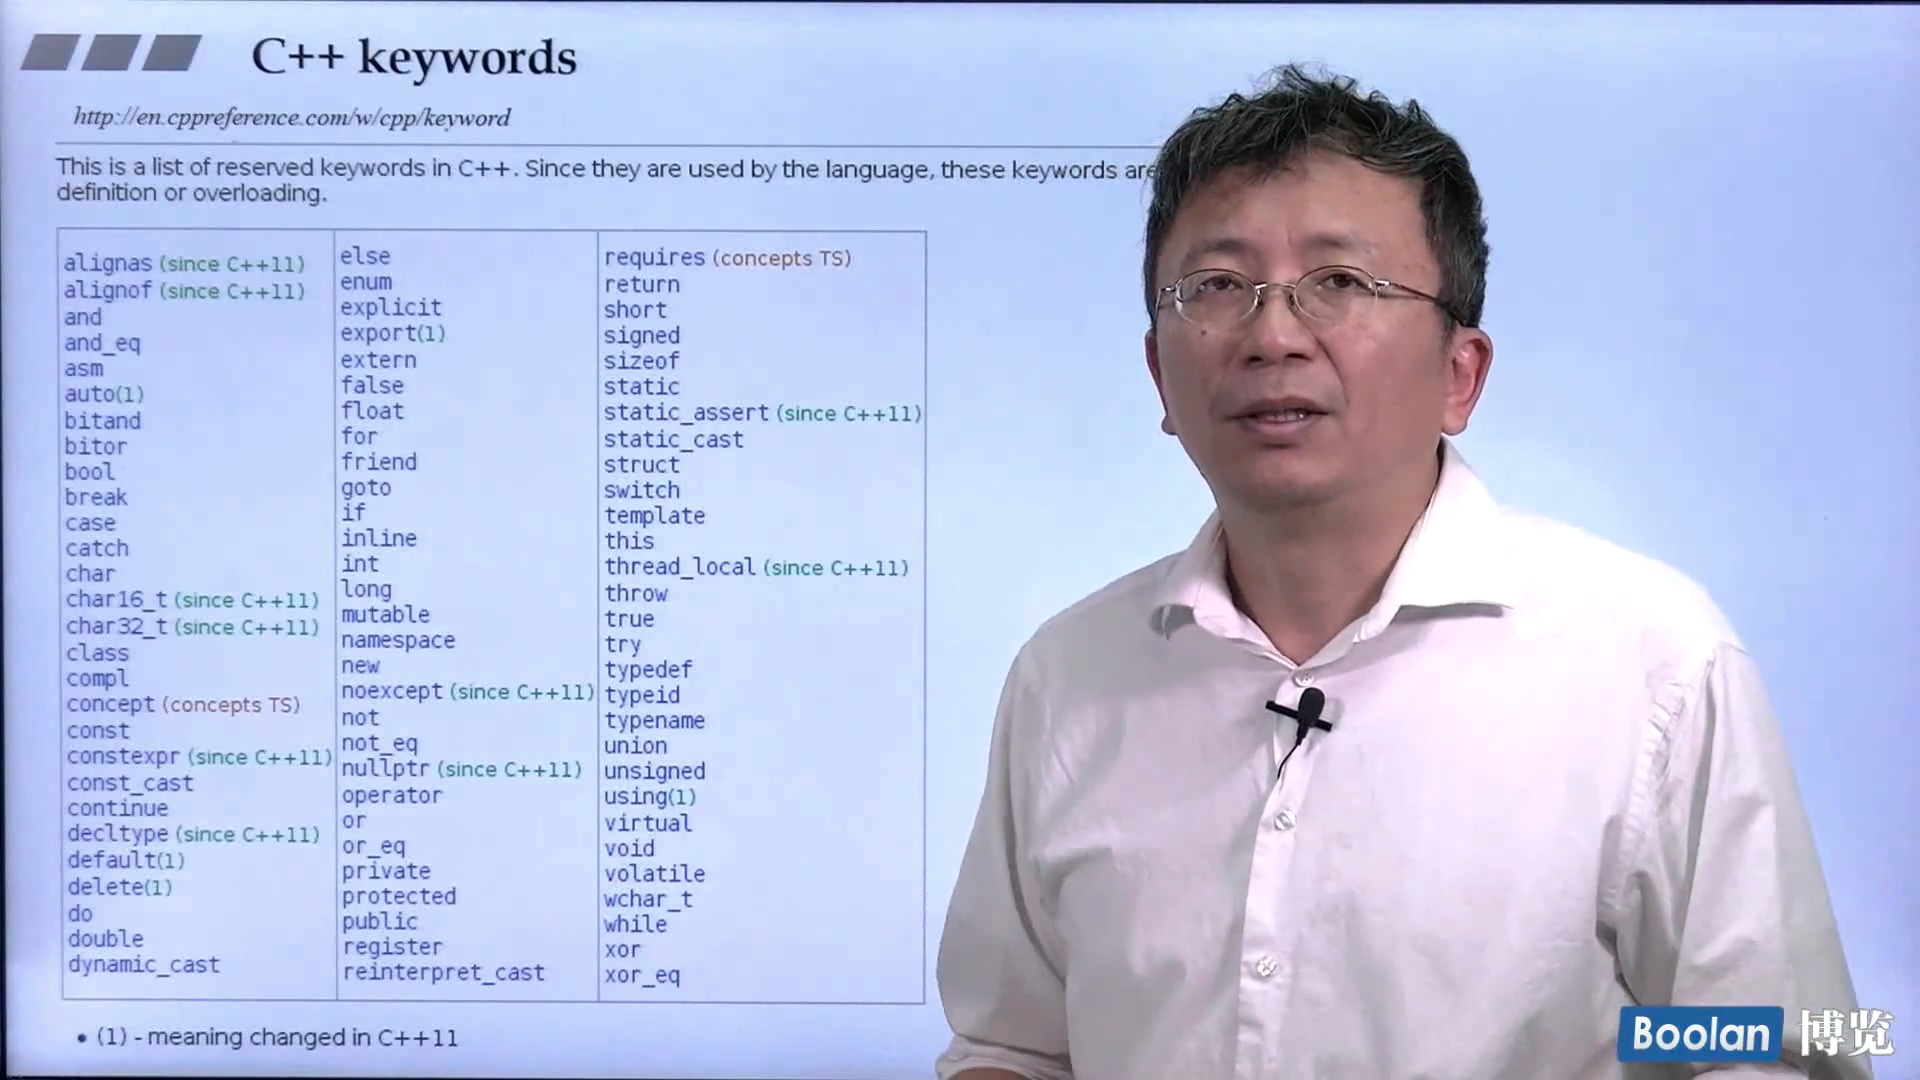 C++ keywords
http://en.cppreference.com/w/cpp/keyword
This is a list of reserved keywords in C++. Since they are used by the language, these keywords are
definition or overloading.
alignas (since C++11)
alignof (since C++11)
and
and_eq
asm
auto(1)
bitand
bitor
bool
break
case
catch
char
char16_t (since C++11)
char32_t (since C++11)
class
compl
concept (concepts TS)
const
constexpr (since C++11)
const_cast
continue
decltype (since C++11)
default(1)
delete(1)
do
double
dynamic_cast
else
enum
explicit
export(1)
extern
false
float
for
friend
goto
if
inline
int
long
mutable
namespace
new
noexcept (since C++11)
not
not_eq
nullptr (since C++11)
operator
or
or_eq
private
protected
public
register
reinterpret_cast
requires (concepts TS)
return
short
signed
sizeof
static
static_assert (since C++11)
static_cast
struct
switch
template
this
thread_local (since C++11)
throw
true
try
typedef
typeid
typename
union
unsigned
using(1)
virtual
void
volatile
wchar_t
while
xor
xor_eq
• (1) - meaning changed in C++11
Boolan 博览